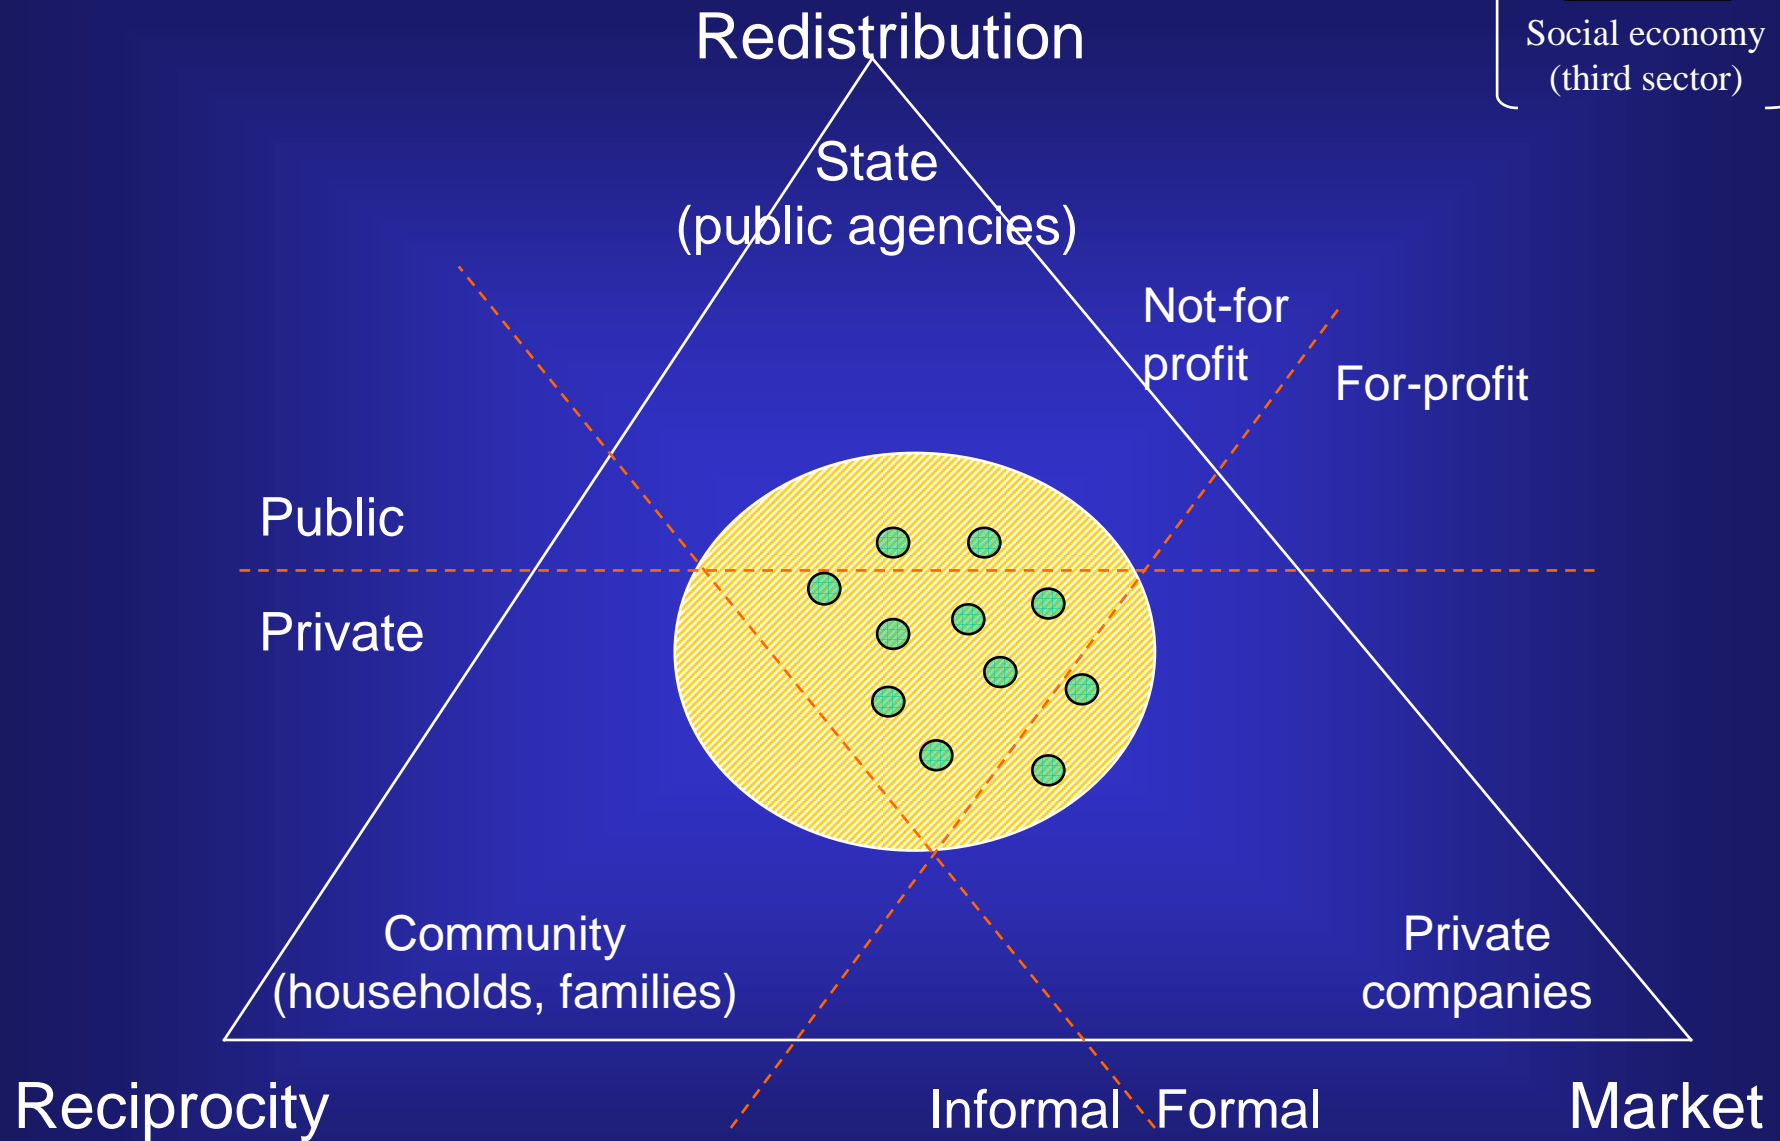 Redistribution
Social economy
(third sector)
State
(public agencies)
Not-for
profit
For-profit
Public
Private
Community
(households, families)
Private
companies
Reciprocity
Informal
Formal
Market